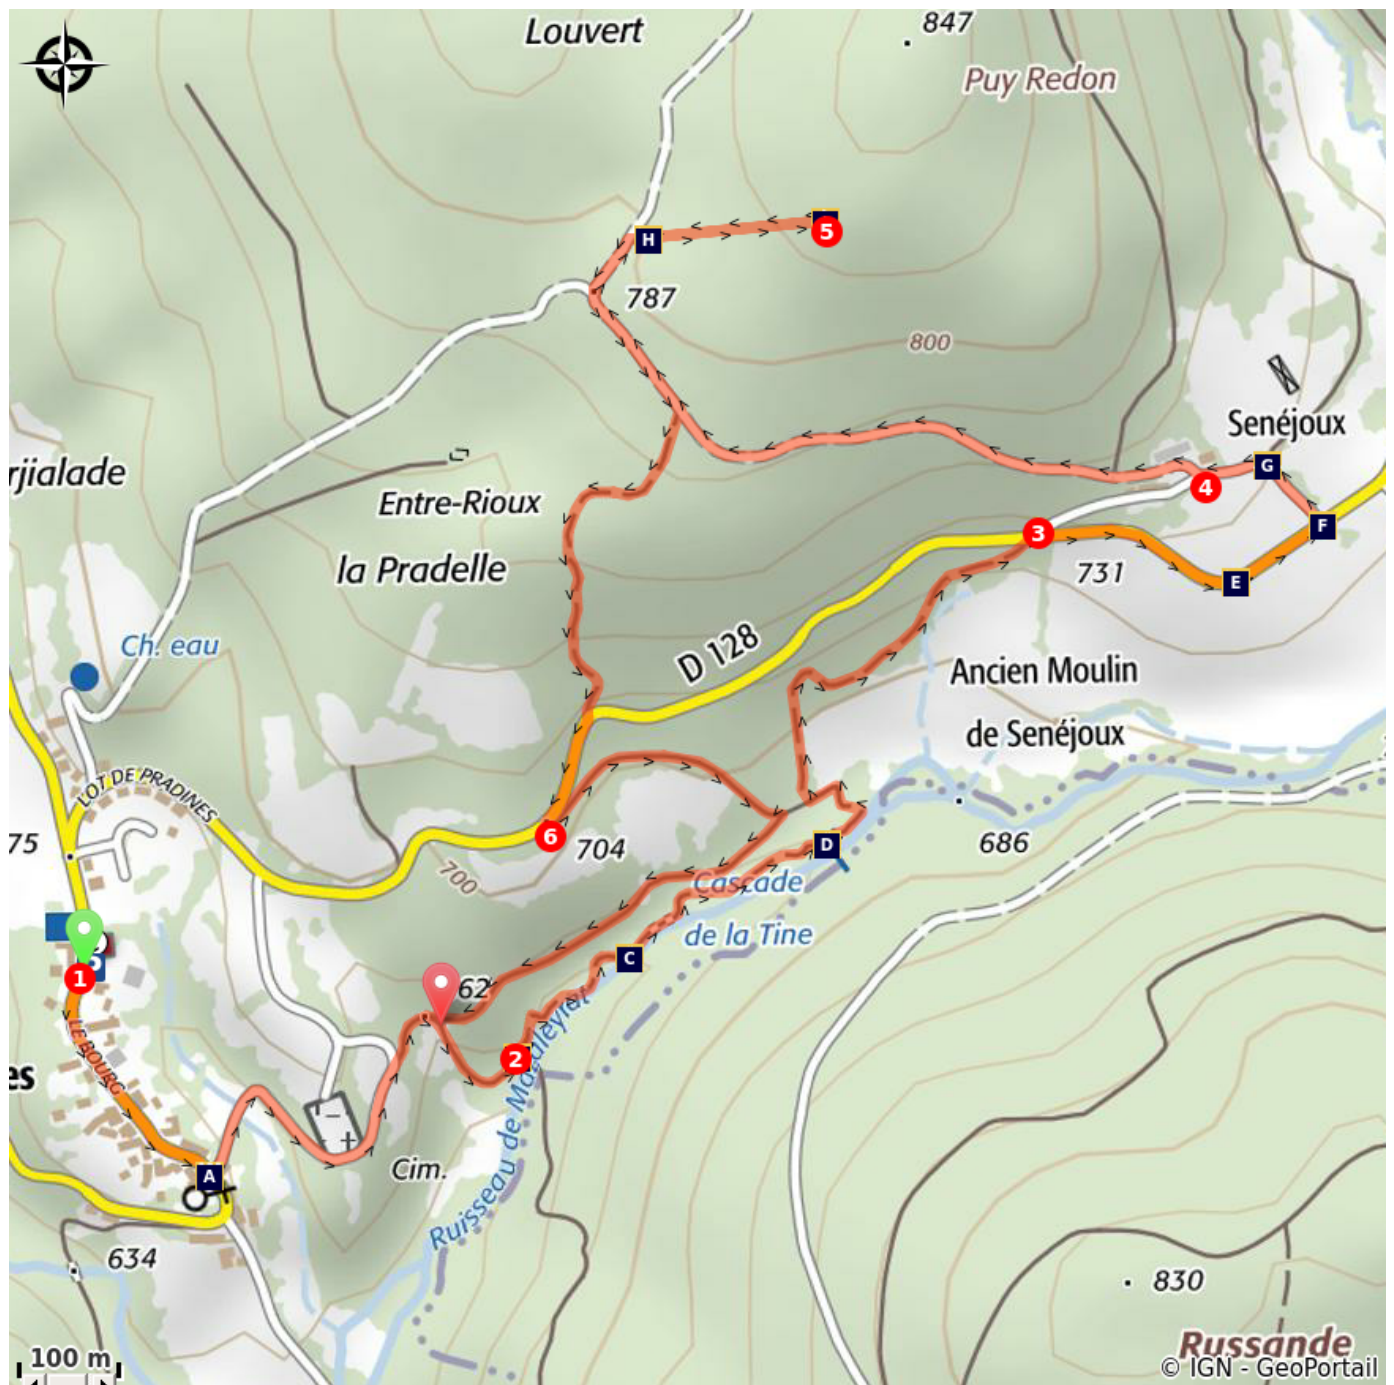 Louvert
847
Puy Redon
5
H
787
800
Senéjoux
G
4
rjialade
Entre-Rioux
F
3
la Pradelle
731
E
Ch. eau
D 128
Ancien Moulin
de Senéjoux
LOT DE PRADINES
75
6
704
D
686
700
Cascade
de la Tine
C
1
62
LE BOURG
2
es
Ruisseau de
Cim.
A
634
830
Russande
100 m
© IGN - GeoPortail